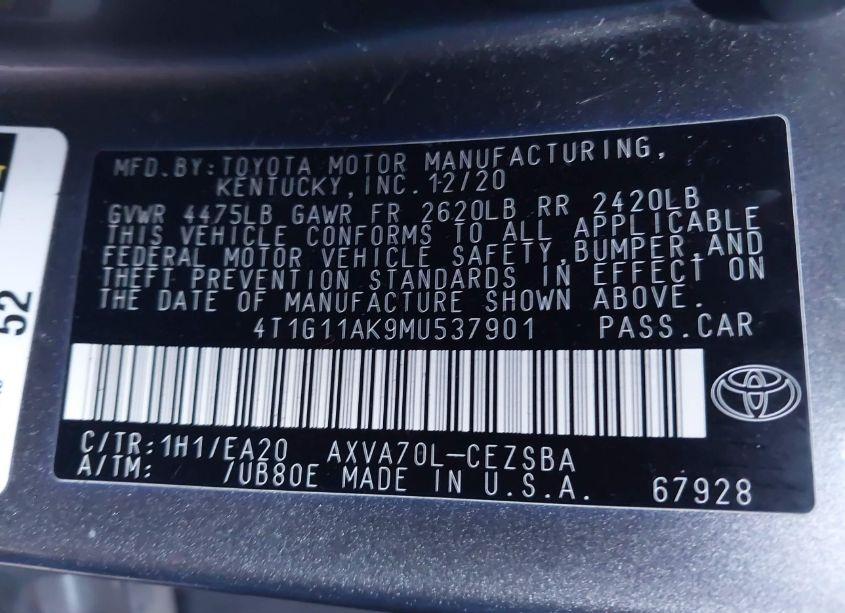 MFD.BY:TOYOTA MOTOR MANUFACTURING,
KENTUCKY,INC.12/20
GVWR 4475LB GAWR FR 2620LB RR 2420LB
THIS VEHICLE CONFORMS TO ALL APPLICABLE
FEDERAL MOTOR VEHICLE SAFETY,BUMPER,AND
THEFT PREVENTION STANDARDS IN EFFECT ON
THE DATE OF MANUFACTURE SHOWN ABOVE.
4T1G11AK9MU537901 PASS.CAR
C/TR:1H1/EA20 AXVA70L-CEZSBA
A/TM: /UB80E MADE IN U.S.A. 67928
52